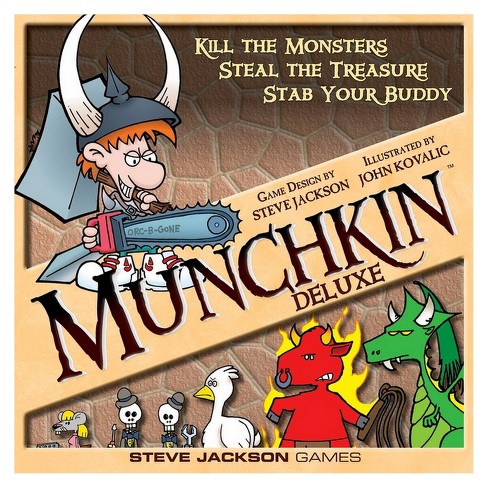 Kill the Monsters
Steal the Treasure
Stab Your Buddy
Game Design by
Steve Jackson
Illustrated by
John Kovalic
ORC-B-GONE
Munchkin™
Deluxe
STEVE JACKSON GAMES